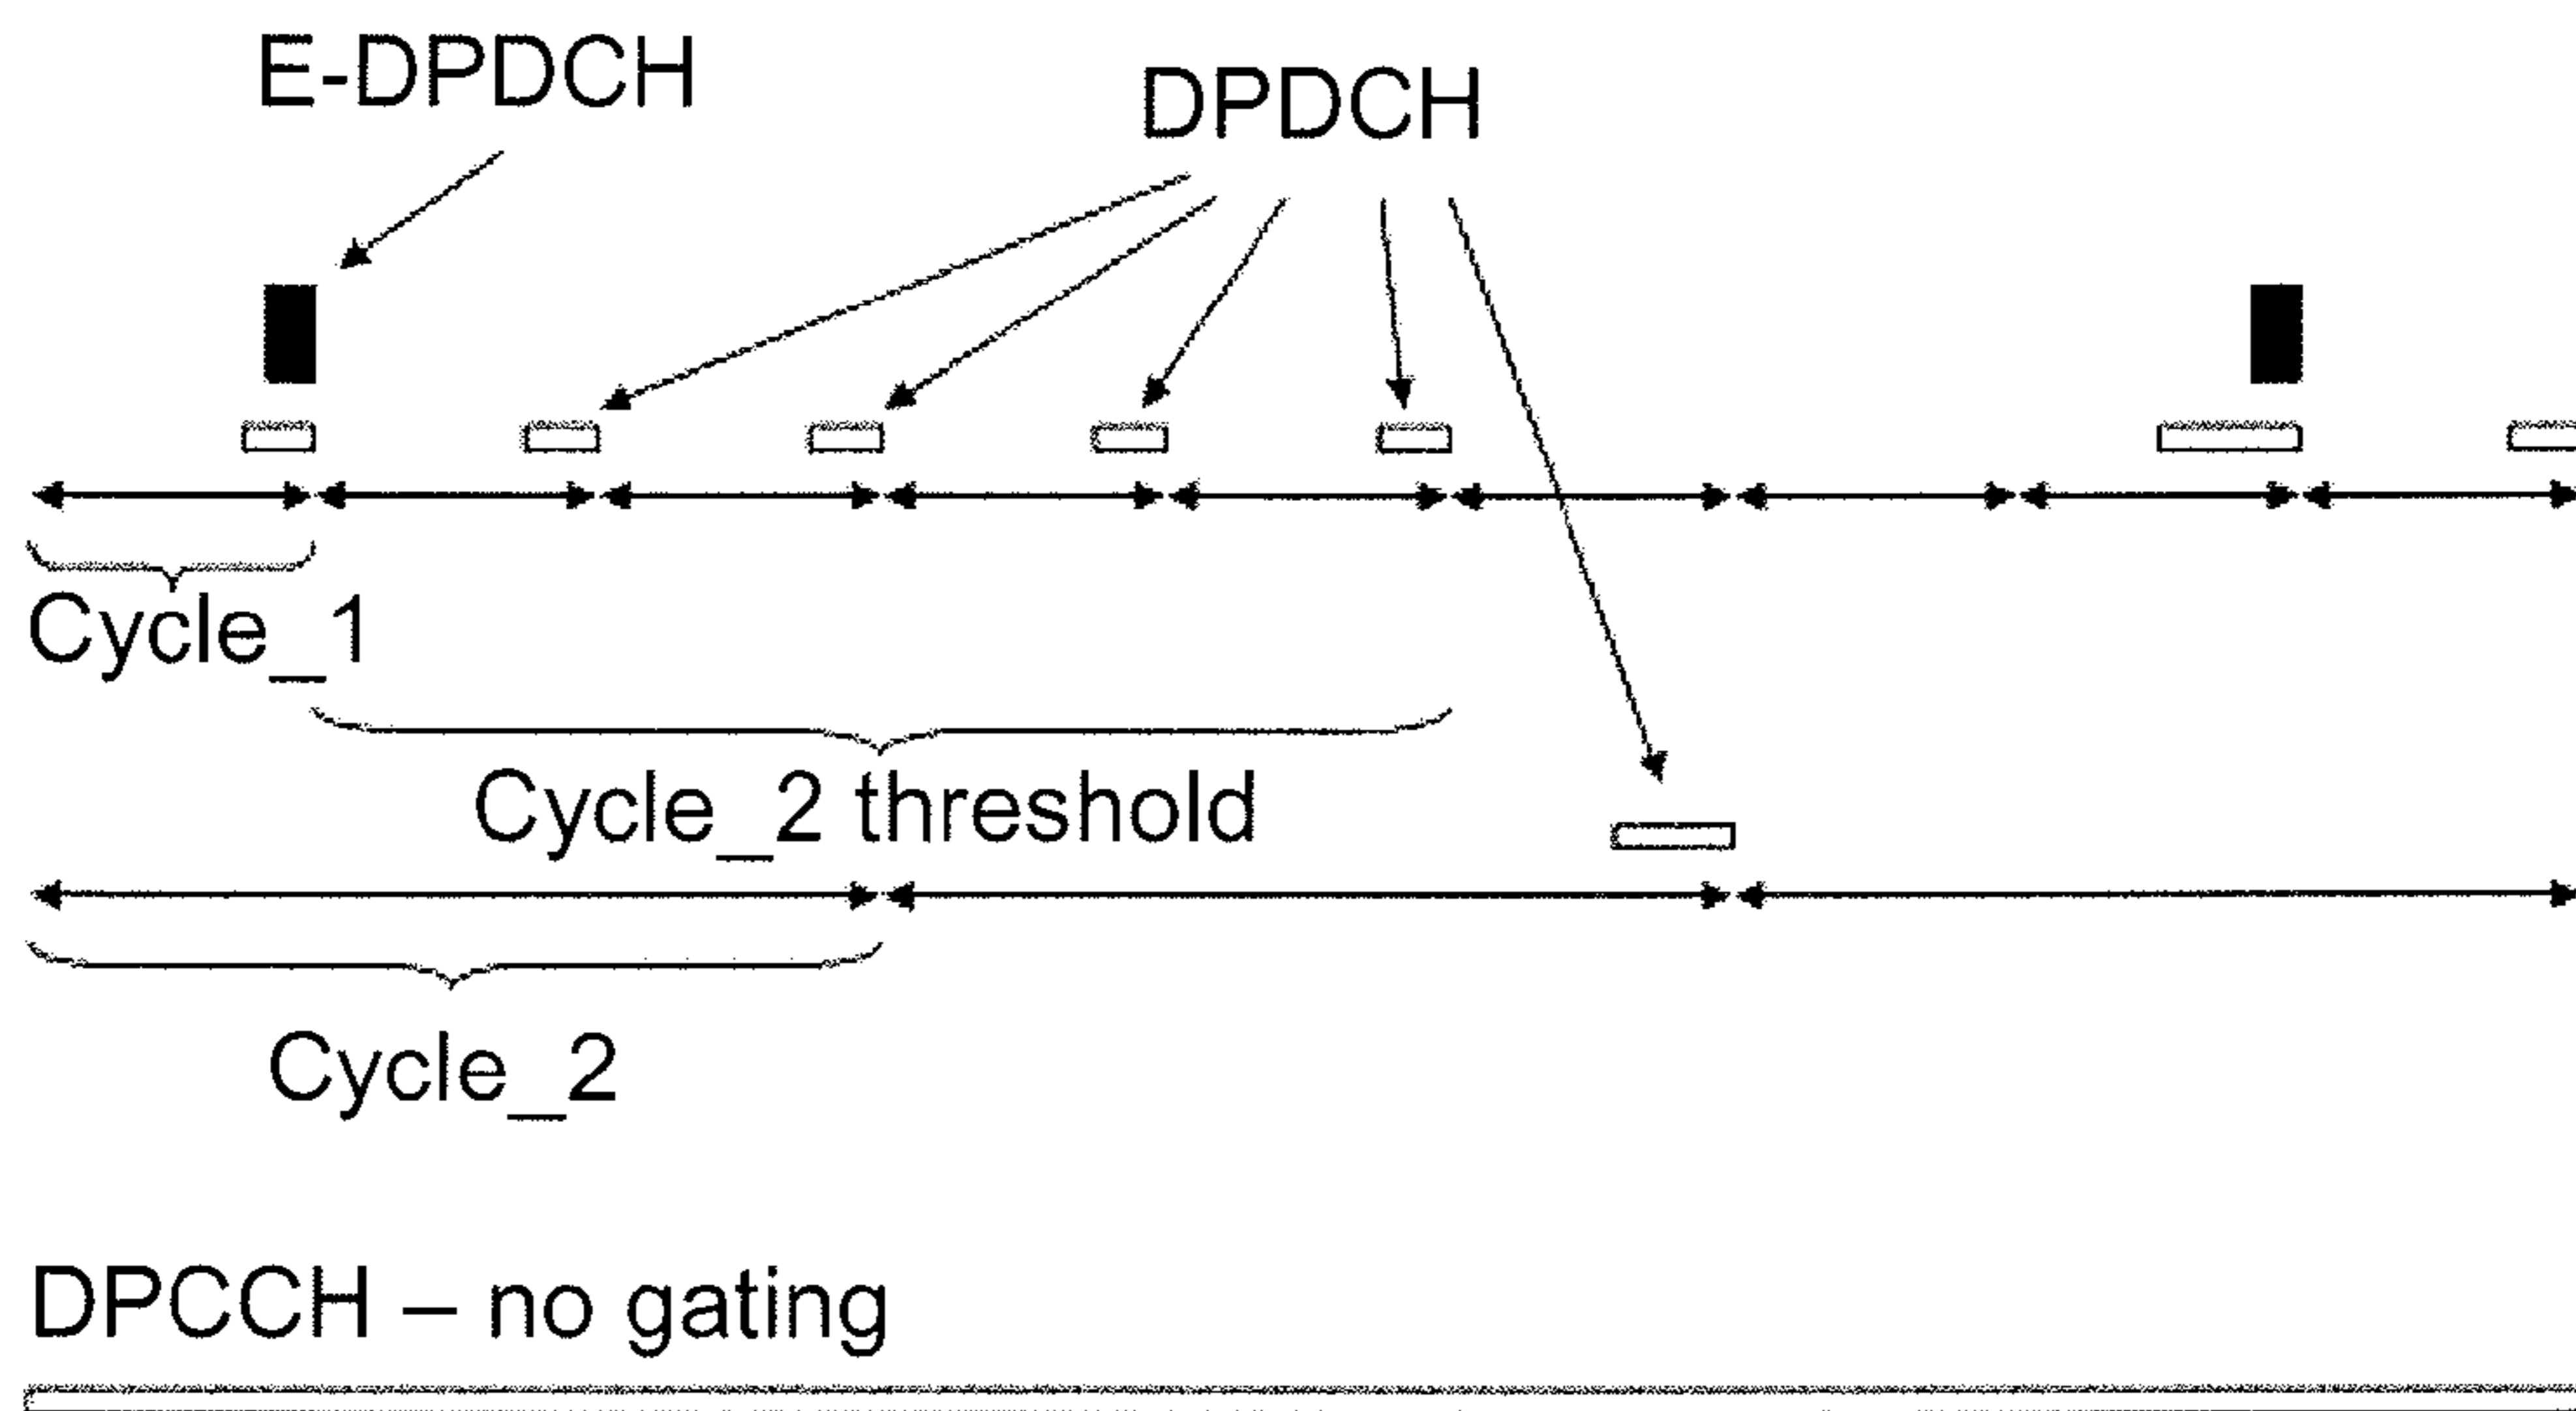 E-DPDCH
DPDCH
Cycle_1
Cycle_2 threshold
Cycle_2
DPCCH – no gating